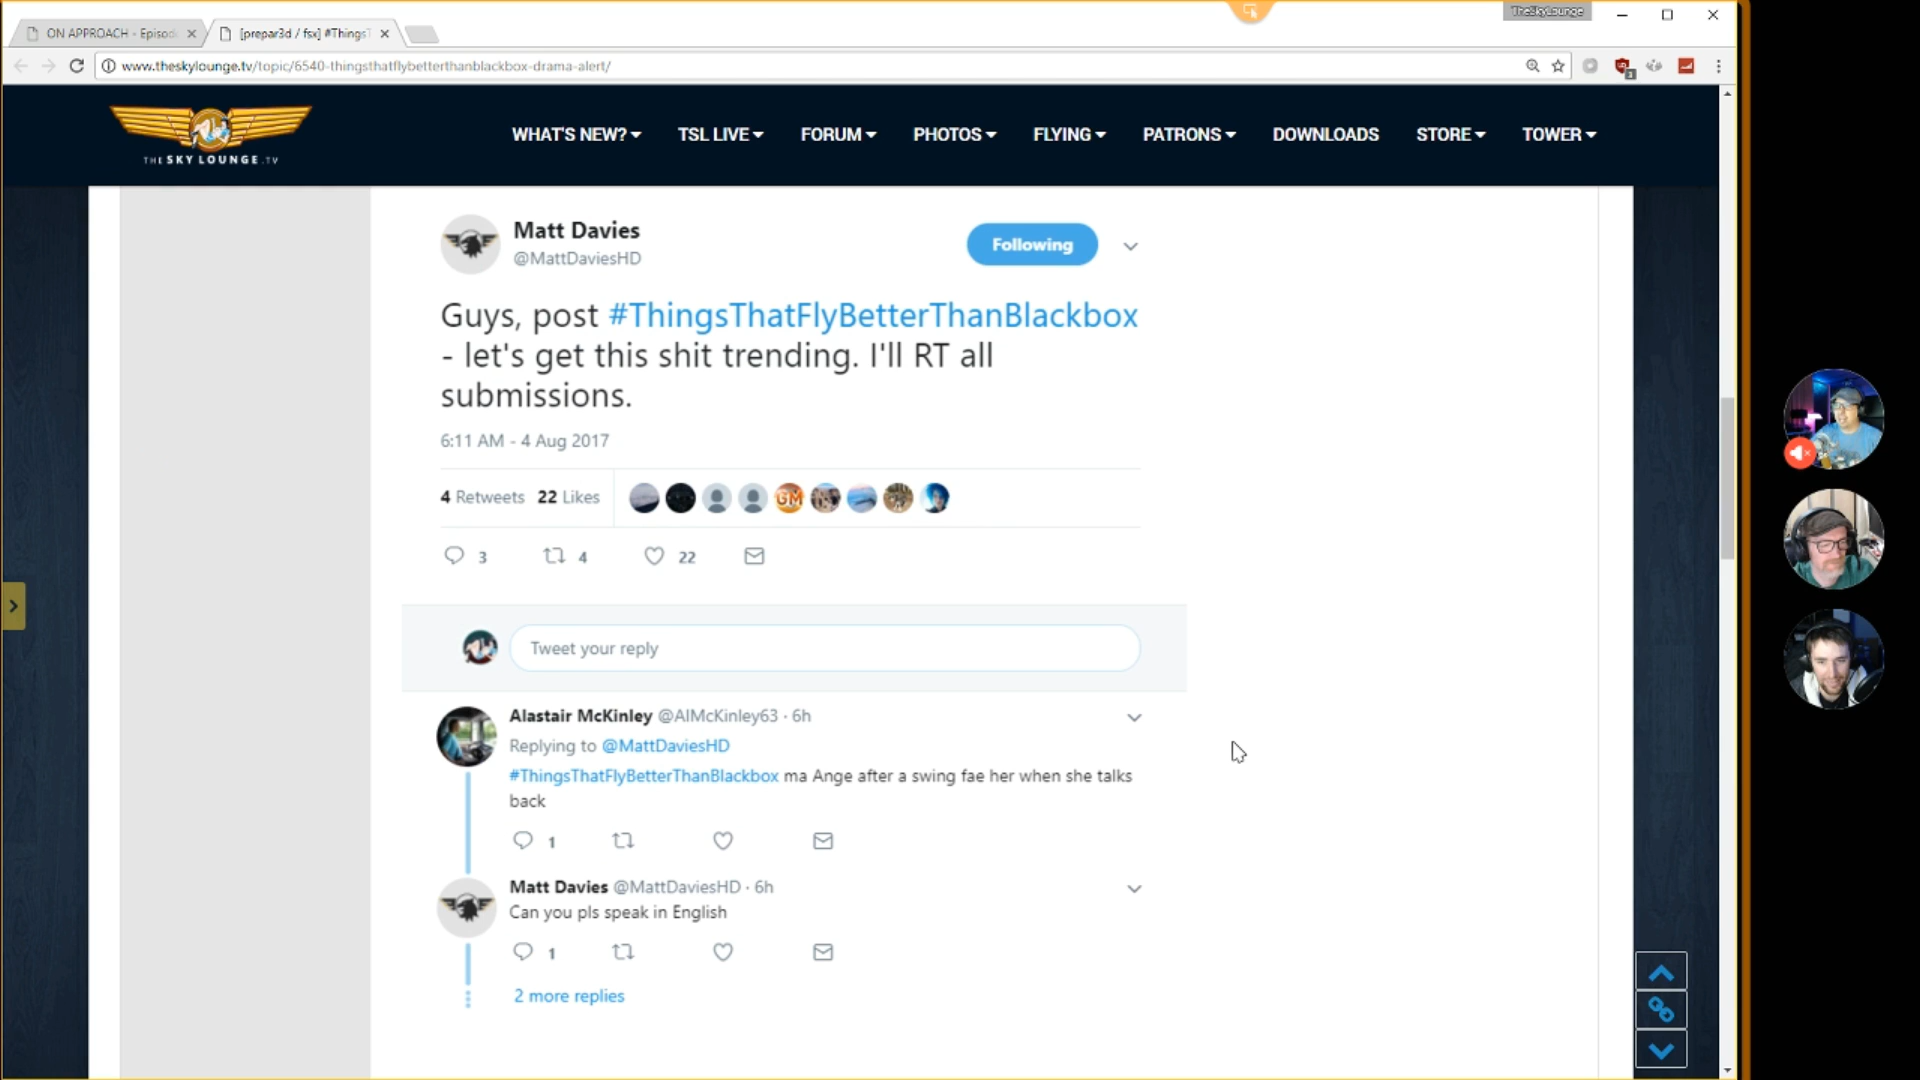 TheSkyLounge
ON APPROACH - Episod
[prepar3d / fsx] #ThingsT
www.theskylounge.tv/topic/6540-thingsthatflybetterthanblackbox-drama-alert/
3
THE SKY LOUNGE .TV
WHAT'S NEW? TSL LIVE FORUM PHOTOS FLYING PATRONS DOWNLOADS STORE TOWER
Matt Davies
@MattDaviesHD
Following
Guys, post #ThingsThatFlyBetterThanBlackbox
- let's get this shit trending. I'll RT all
submissions.
6:11 AM - 4 Aug 2017
4 Retweets 22 Likes
GM
3 4 22
Tweet your reply
Alastair McKinley @AlMcKinley63 · 6h
Replying to @MattDaviesHD
#ThingsThatFlyBetterThanBlackbox ma Ange after a swing fae her when she talks
back
1
Matt Davies @MattDaviesHD · 6h
Can you pls speak in English
1
2 more replies